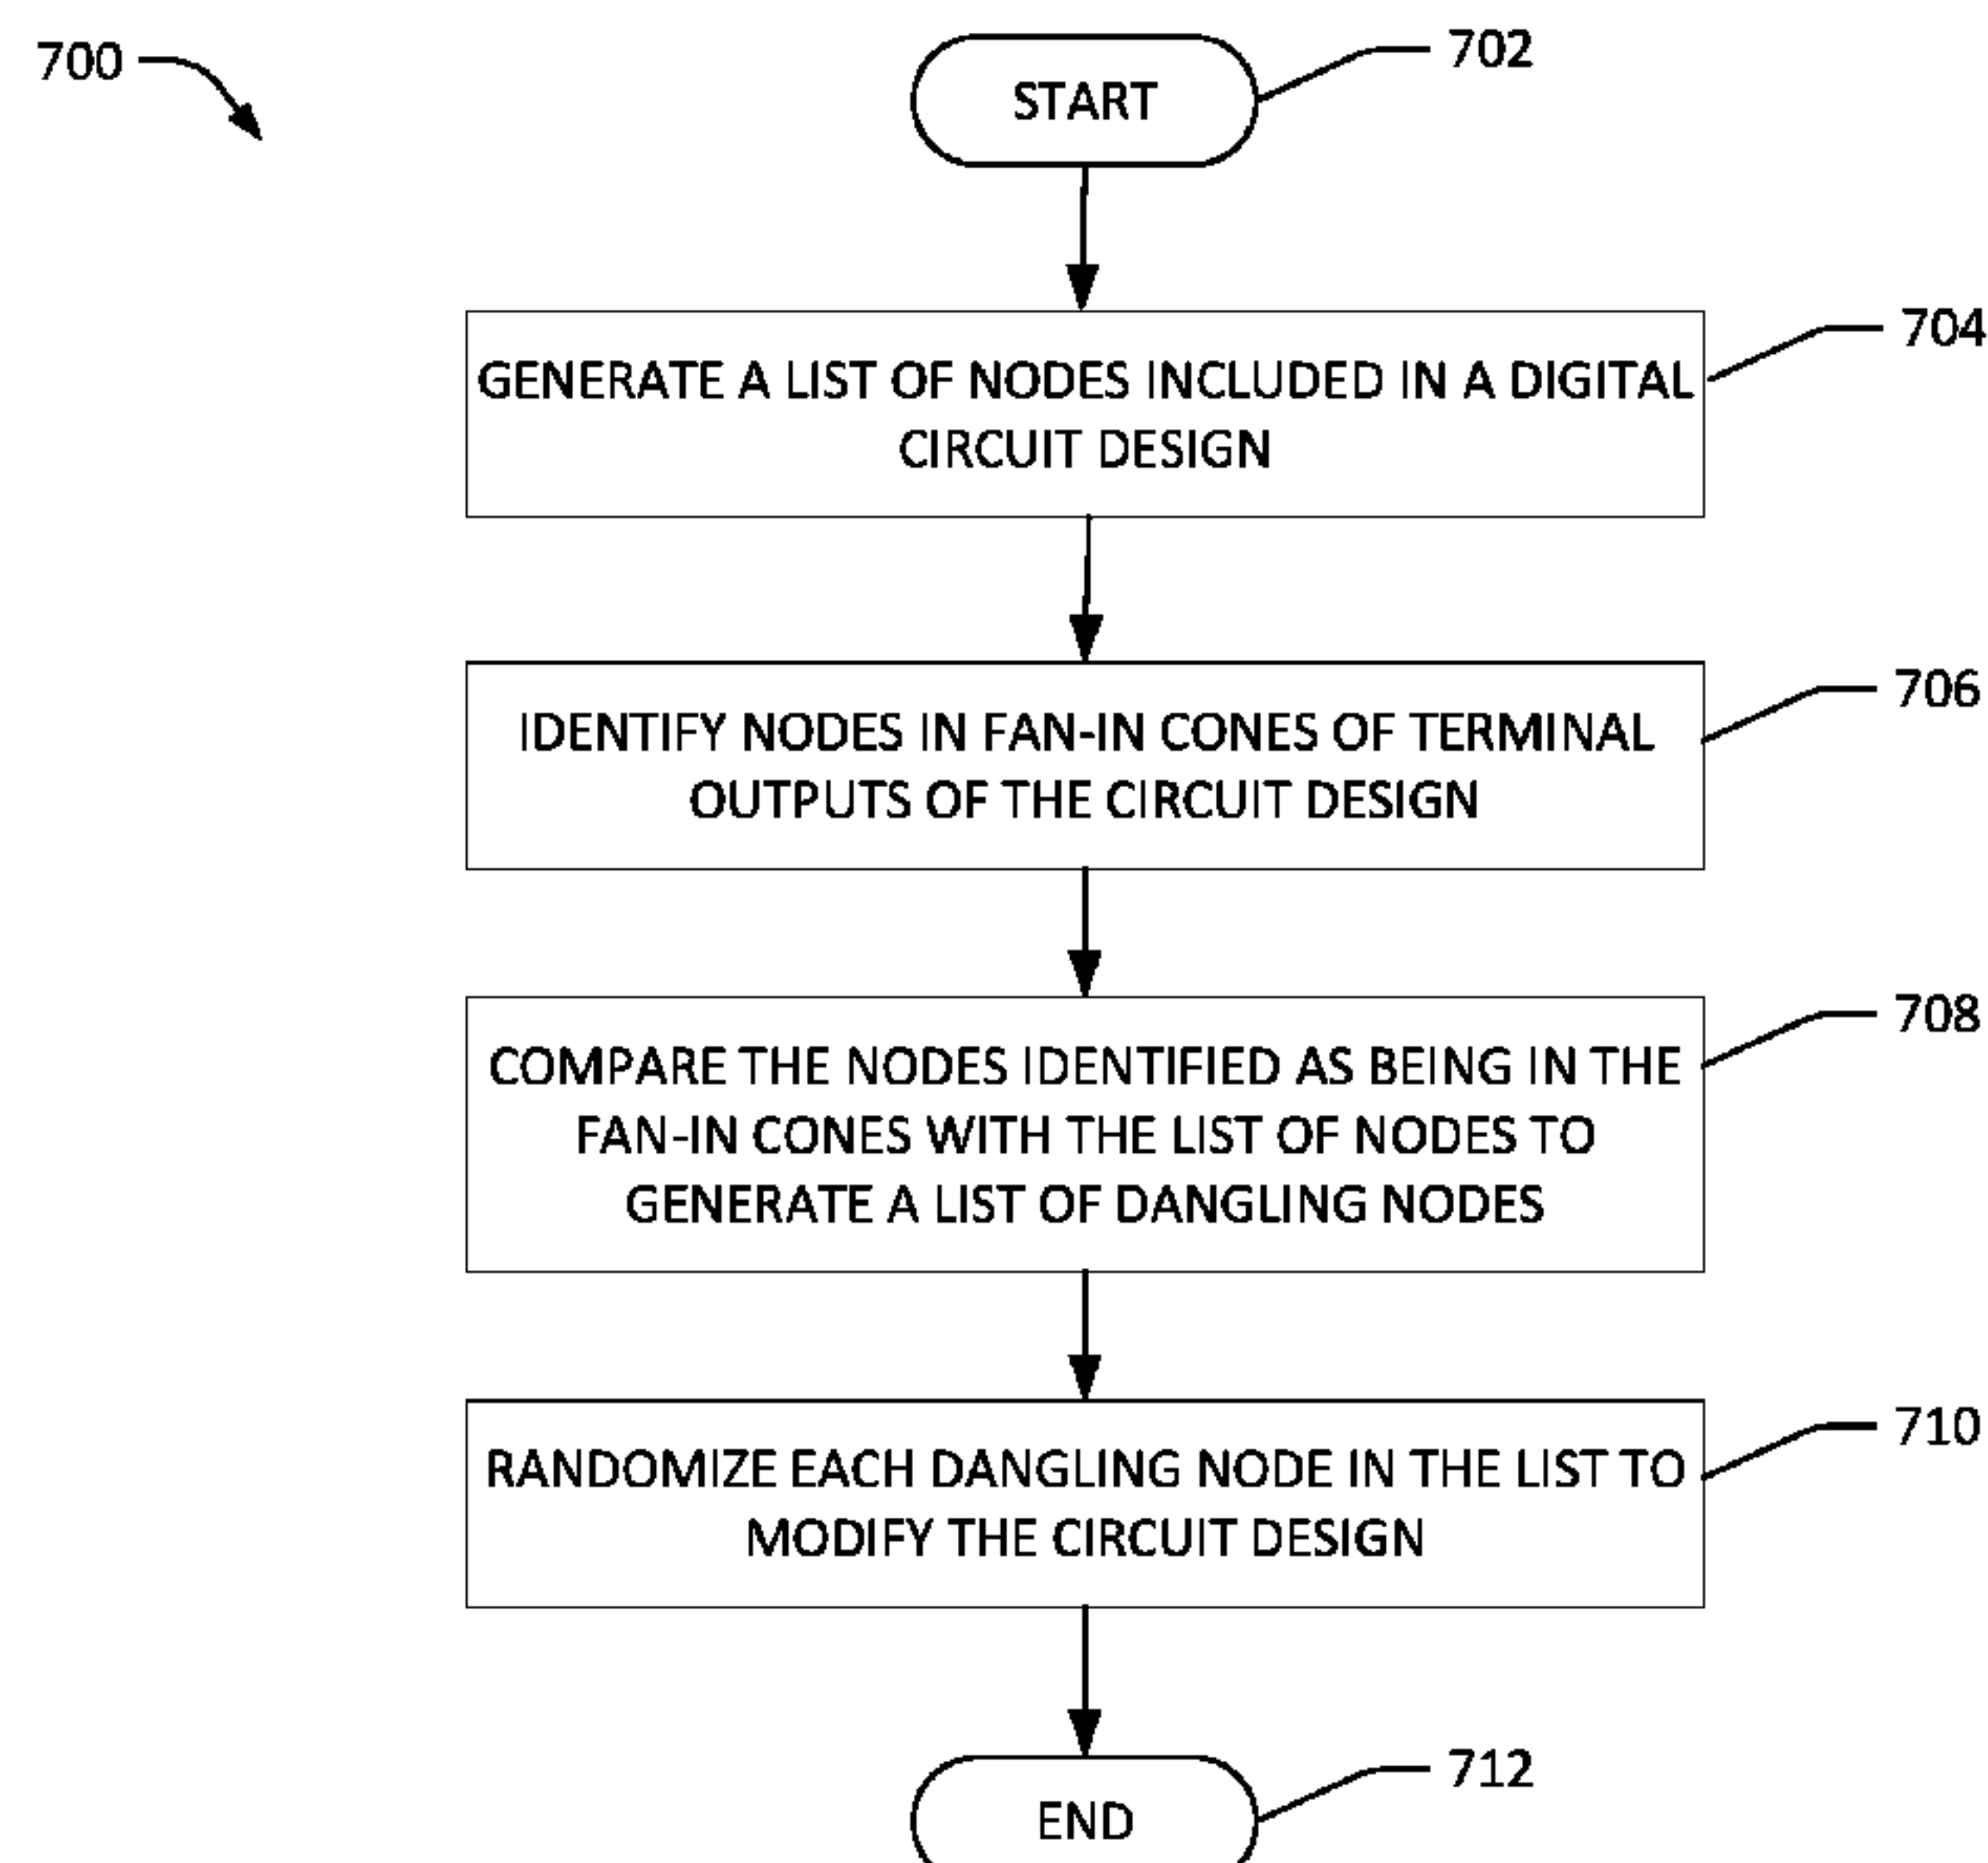 700
START
702
GENERATE A LIST OF NODES INCLUDED IN A DIGITAL
CIRCUIT DESIGN
704
IDENTIFY NODES IN FAN-IN CONES OF TERMINAL
OUTPUTS OF THE CIRCUIT DESIGN
706
COMPARE THE NODES IDENTIFIED AS BEING IN THE
FAN-IN CONES WITH THE LIST OF NODES TO
GENERATE A LIST OF DANGLING NODES
708
RANDOMIZE EACH DANGLING NODE IN THE LIST TO
MODIFY THE CIRCUIT DESIGN
710
END
712